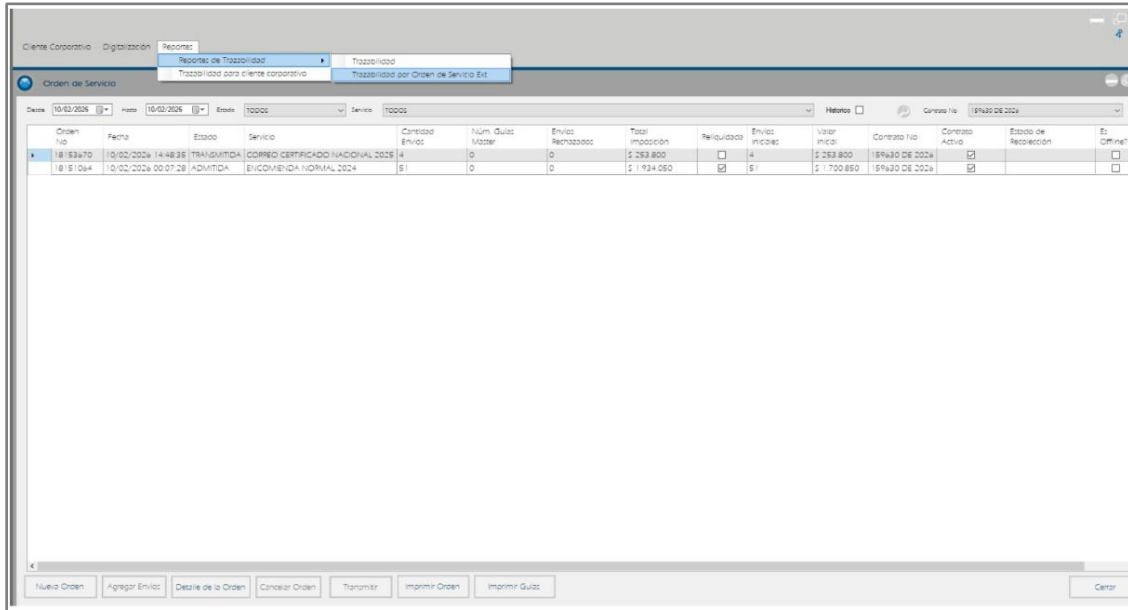 Cliente Corporativo Digitalización Reportes
Reportes de Trazabilidad Trazabilidad
Trazabilidad para cliente corporativo Trazabilidad por Orden de Servicio Ext
Orden de Servicio
Desde 10/02/2026 Hasta 10/02/2026 Estado TODOS Servicio TODOS Historico Contrato No 159630 DE 2026
Orden No Fecha Estado Servicio Cantidad Envios Núm. Guías Master Envios Rechazados Total Imposición Reliquidada Envios Iniciales Valor Inicial Contrato No Contrato Activo Estado de Recolección Es Offline?
18153670 10/02/2026 14:48:35 TRANSMITIDA CORREO CERTIFICADO NACIONAL 2025 4 0 0 $ 253.800 4 $ 253.800 159630 DE 2026
18151064 10/02/2026 00:07:28 ADMITIDA ENCOMIENDA NORMAL 2024 51 0 0 $ 1.934.050 51 $ 1.700.850 159630 DE 2026
Nueva Orden Agregar Envios Detalle de la Orden Cancelar Orden Transmitir Imprimir Orden Imprimir Guías Cerrar